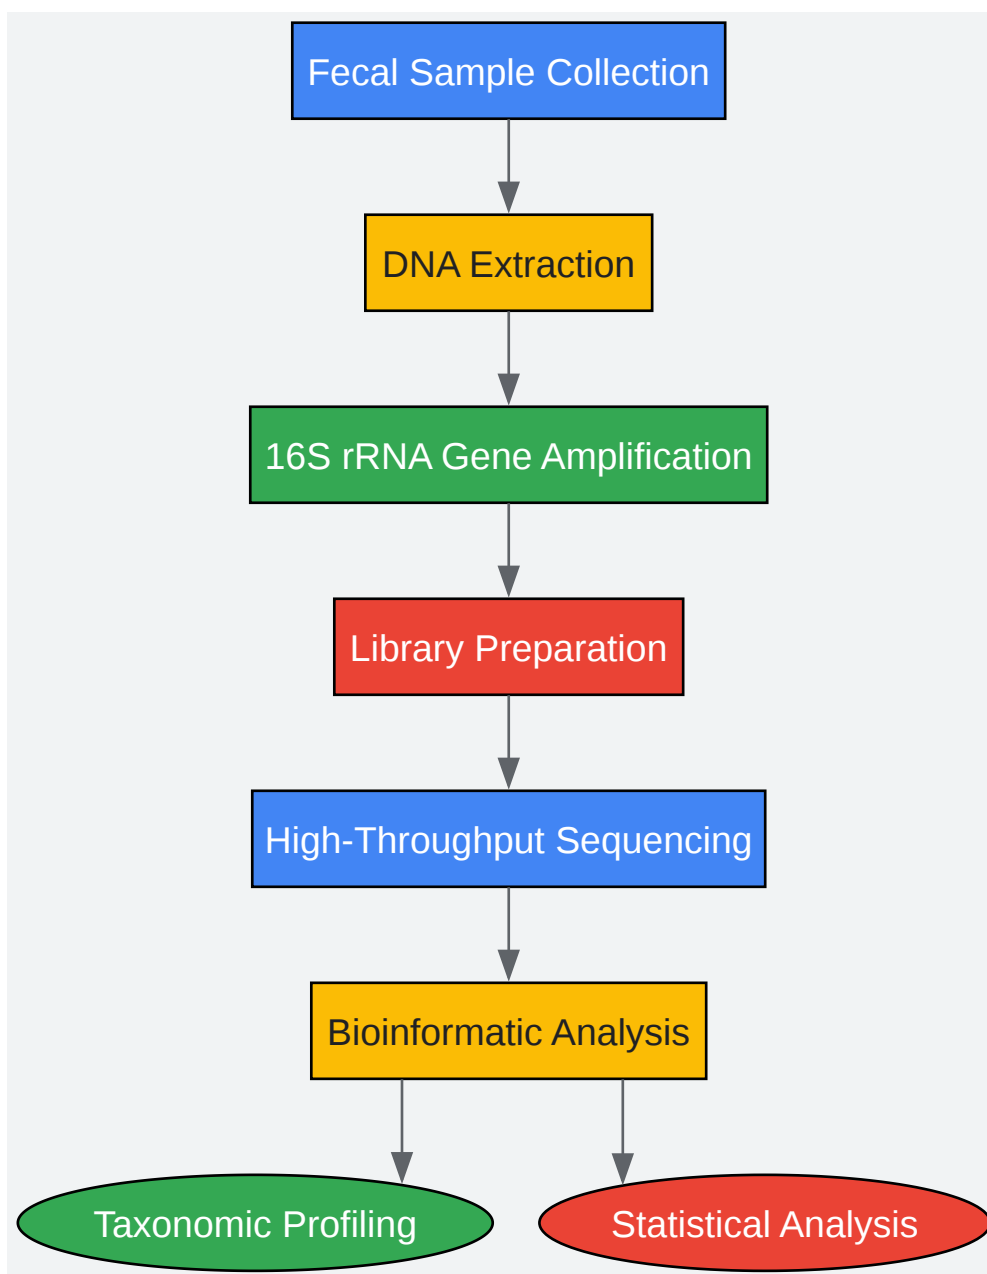 Fecal Sample Collection
DNA Extraction
16S rRNA Gene Amplification
Library Preparation
High-Throughput Sequencing
Bioinformatic Analysis
Taxonomic Profiling
Statistical Analysis